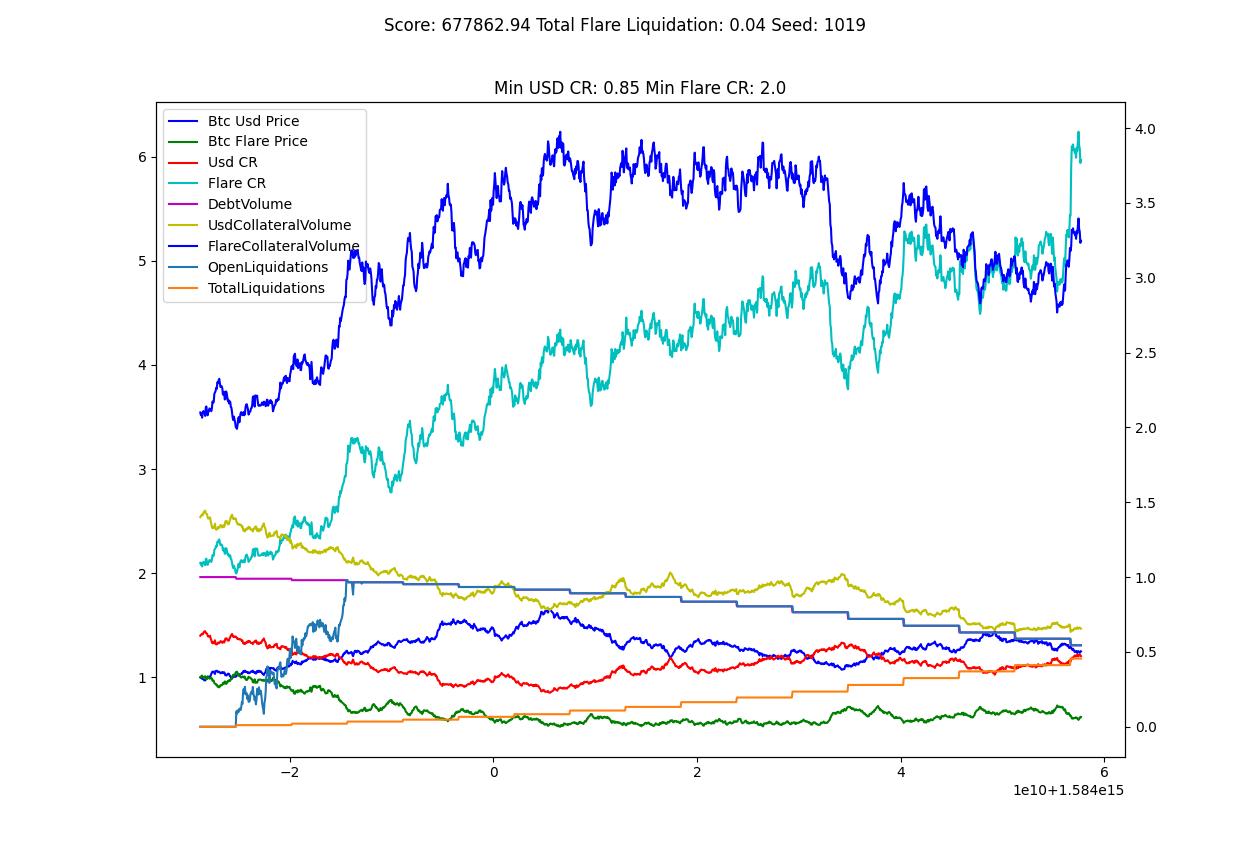 Score: 677862.94 Total Flare Liquidation: 0.04 Seed: 1019
Min USD CR: 0.85 Min Flare CR: 2.0
Btc Usd Price
Btc Flare Price
Usd CR
Flare CR
DebtVolume
UsdCollateralVolume
FlareCollateralVolume
OpenLiquidations
TotalLiquidations
6
5
4
3
2
1
4.0
3.5
3.0
2.5
2.0
1.5
1.0
0.5
0.0
−2
0
2
4
6
1e10+1.584e15